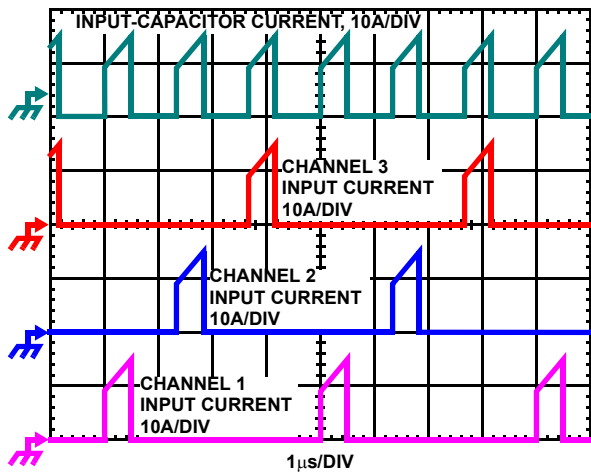 INPUT-CAPACITOR CURRENT, 10A/DIV
CHANNEL 3
INPUT CURRENT
10A/DIV
CHANNEL 2
INPUT CURRENT
10A/DIV
CHANNEL 1
INPUT CURRENT
10A/DIV
1μs/DIV